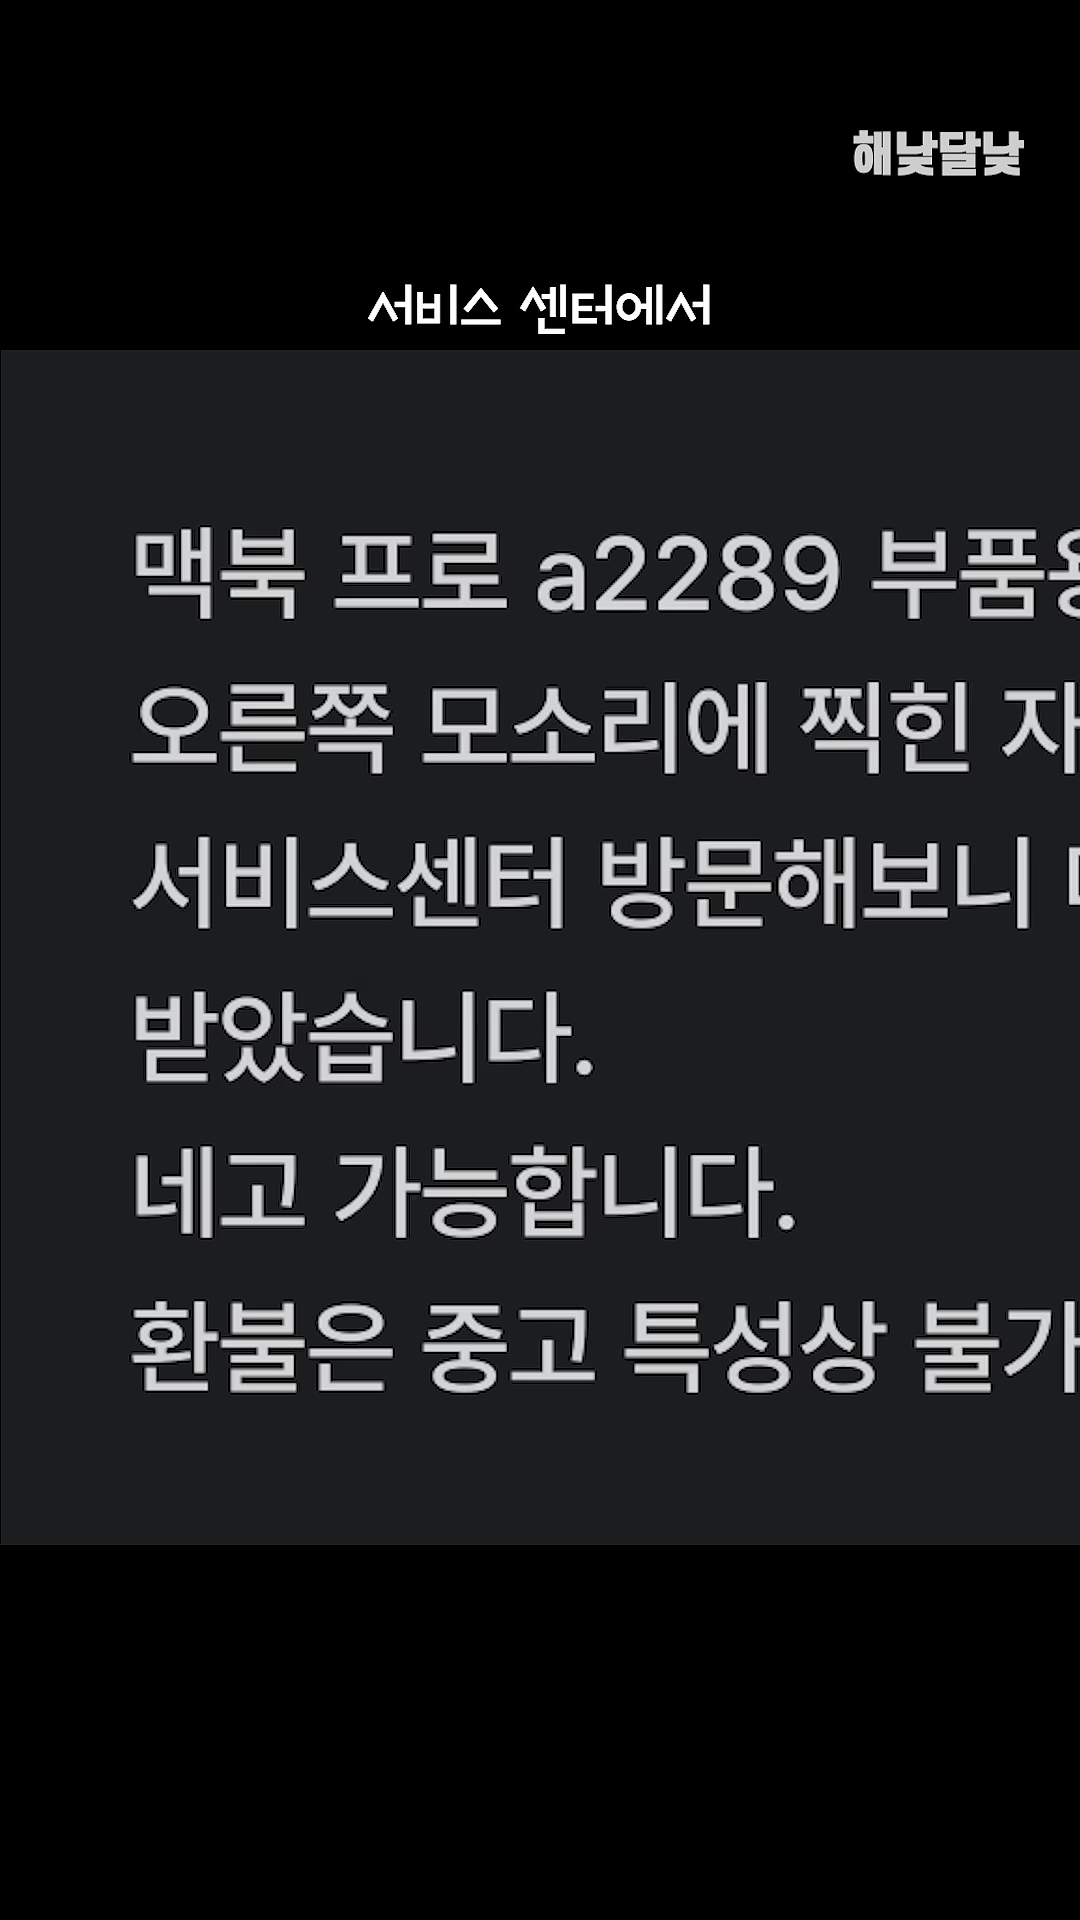 해낮달낮
서비스 센터에서
맥북 프로 a2289 부품용
오른쪽 모소리에 찍힌 자
서비스센터 방문해보니
받았습니다.
네고 가능합니다.
환불은 중고 특성상 불가